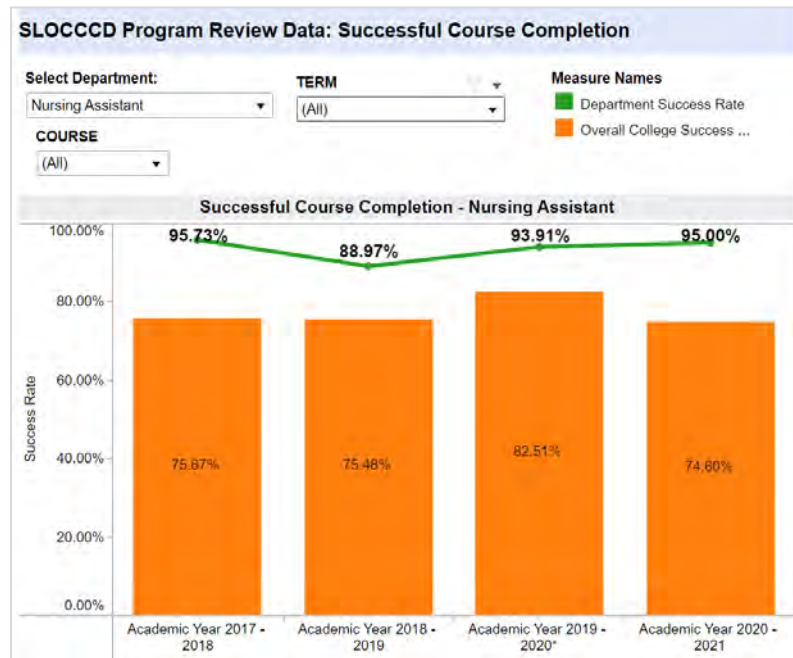 SLOCCCD Program Review Data: Successful Course Completion
Select Department:
Nursing Assistant
TERM
(All)
Measure Names
Department Success Rate
Overall College Success ...
COURSE
(All)
Successful Course Completion - Nursing Assistant
100.00%
80.00%
60.00%
40.00%
20.00%
0.00%
Success Rate
95.73%
88.97%
93.91%
95.00%
75.48%
82.51%
74.60%
Academic Year 2017 -
2018
Academic Year 2018 -
2019
Academic Year 2019 -
2020*
Academic Year 2020 -
2021